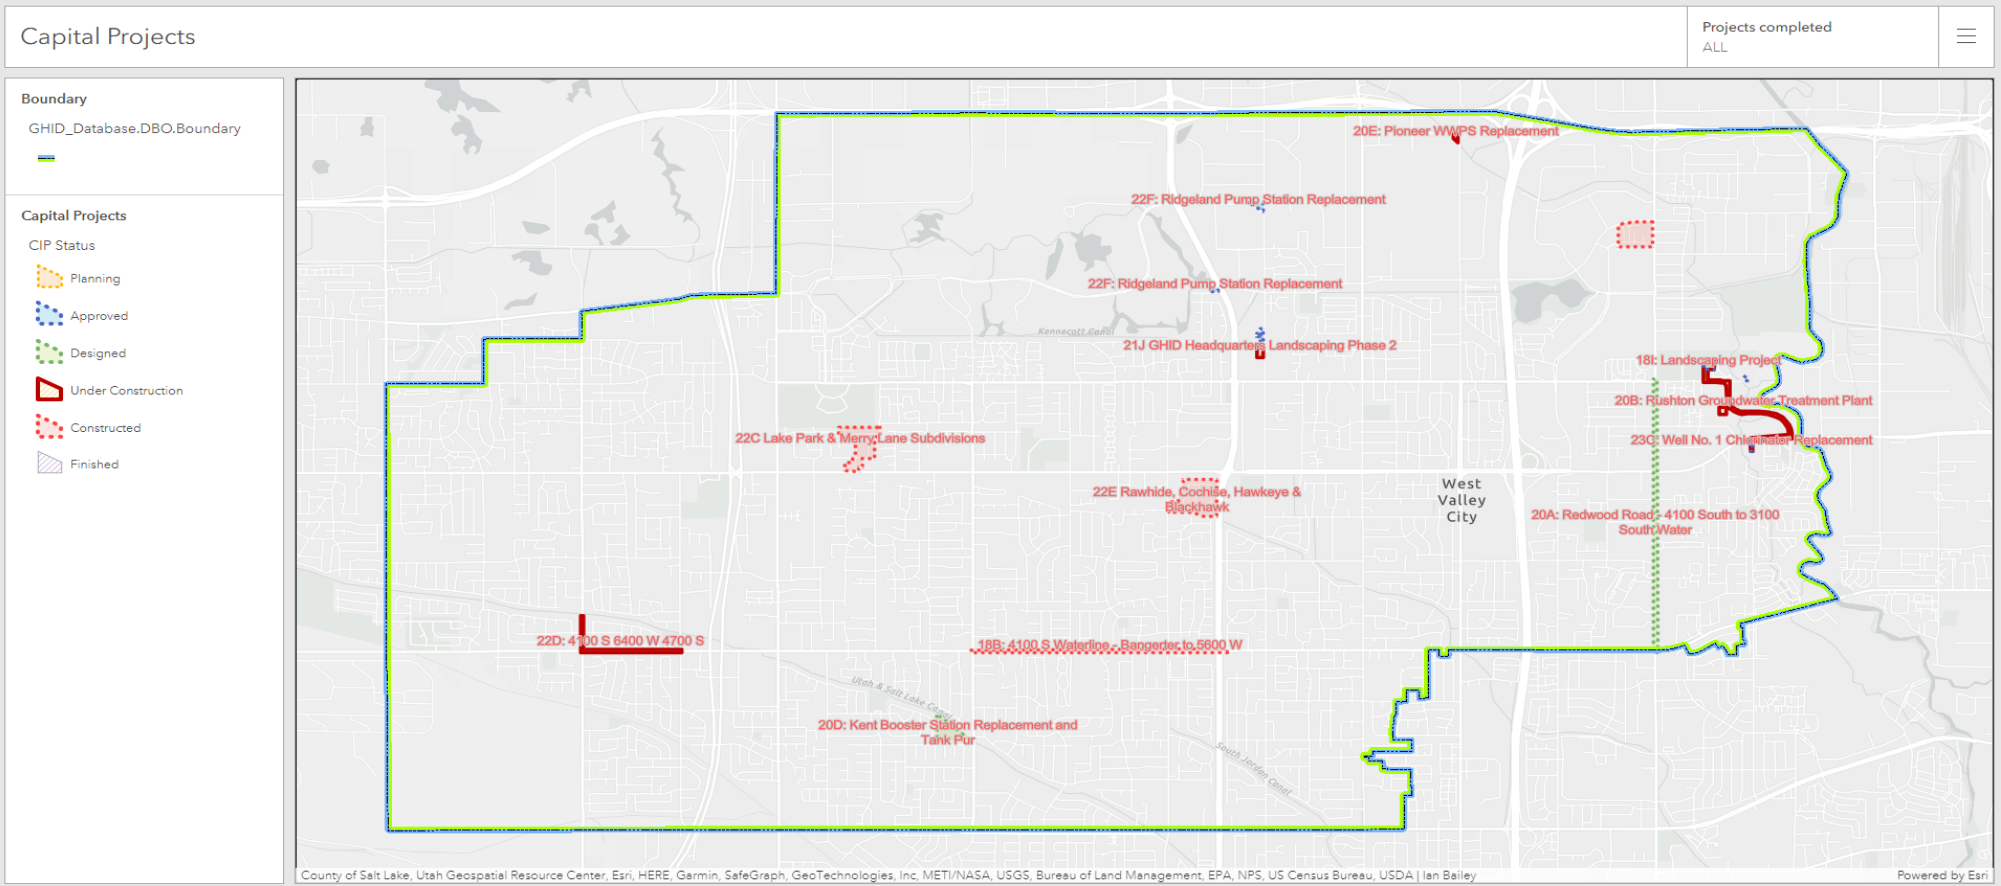 Capital Projects
Projects completed
ALL
Boundary
GHID_Database.DBO.Boundary
Capital Projects
CIP Status
Planning
Approved
Designed
Under Construction
Constructed
Finished
20E: Pioneer WWPS Replacement
22F: Ridgeland Pump Station Replacement
22F: Ridgeland Pump Station Replacement
Kennecott Canal
21J GHID Headquarters Landscaping Phase 2
18I: Landscaping Project
20B: Rushton Groundwater Treatment Plant
22C Lake Park & Merry Lane Subdivisions
23C: Well No. 1 Chlorinator Replacement
22E Rawhide, Cochise, Hawkeye &
Blackhawk
West
Valley
City
20A: Redwood Road - 4100 South to 3100
South Water
22D: 4100 S 6400 W 4700 S
18B: 4100 S Waterline - Bangerter to 5600 W
Utah & Salt Lake Canal
20D: Kent Booster Station Replacement and
Tank Pur
South Jordan Canal
County of Salt Lake, Utah Geospatial Resource Center, Esri, HERE, Garmin, SafeGraph, GeoTechnologies, Inc, METI/NASA, USGS, Bureau of Land Management, EPA, NPS, US Census Bureau, USDA | Ian Bailey
Powered by Esri